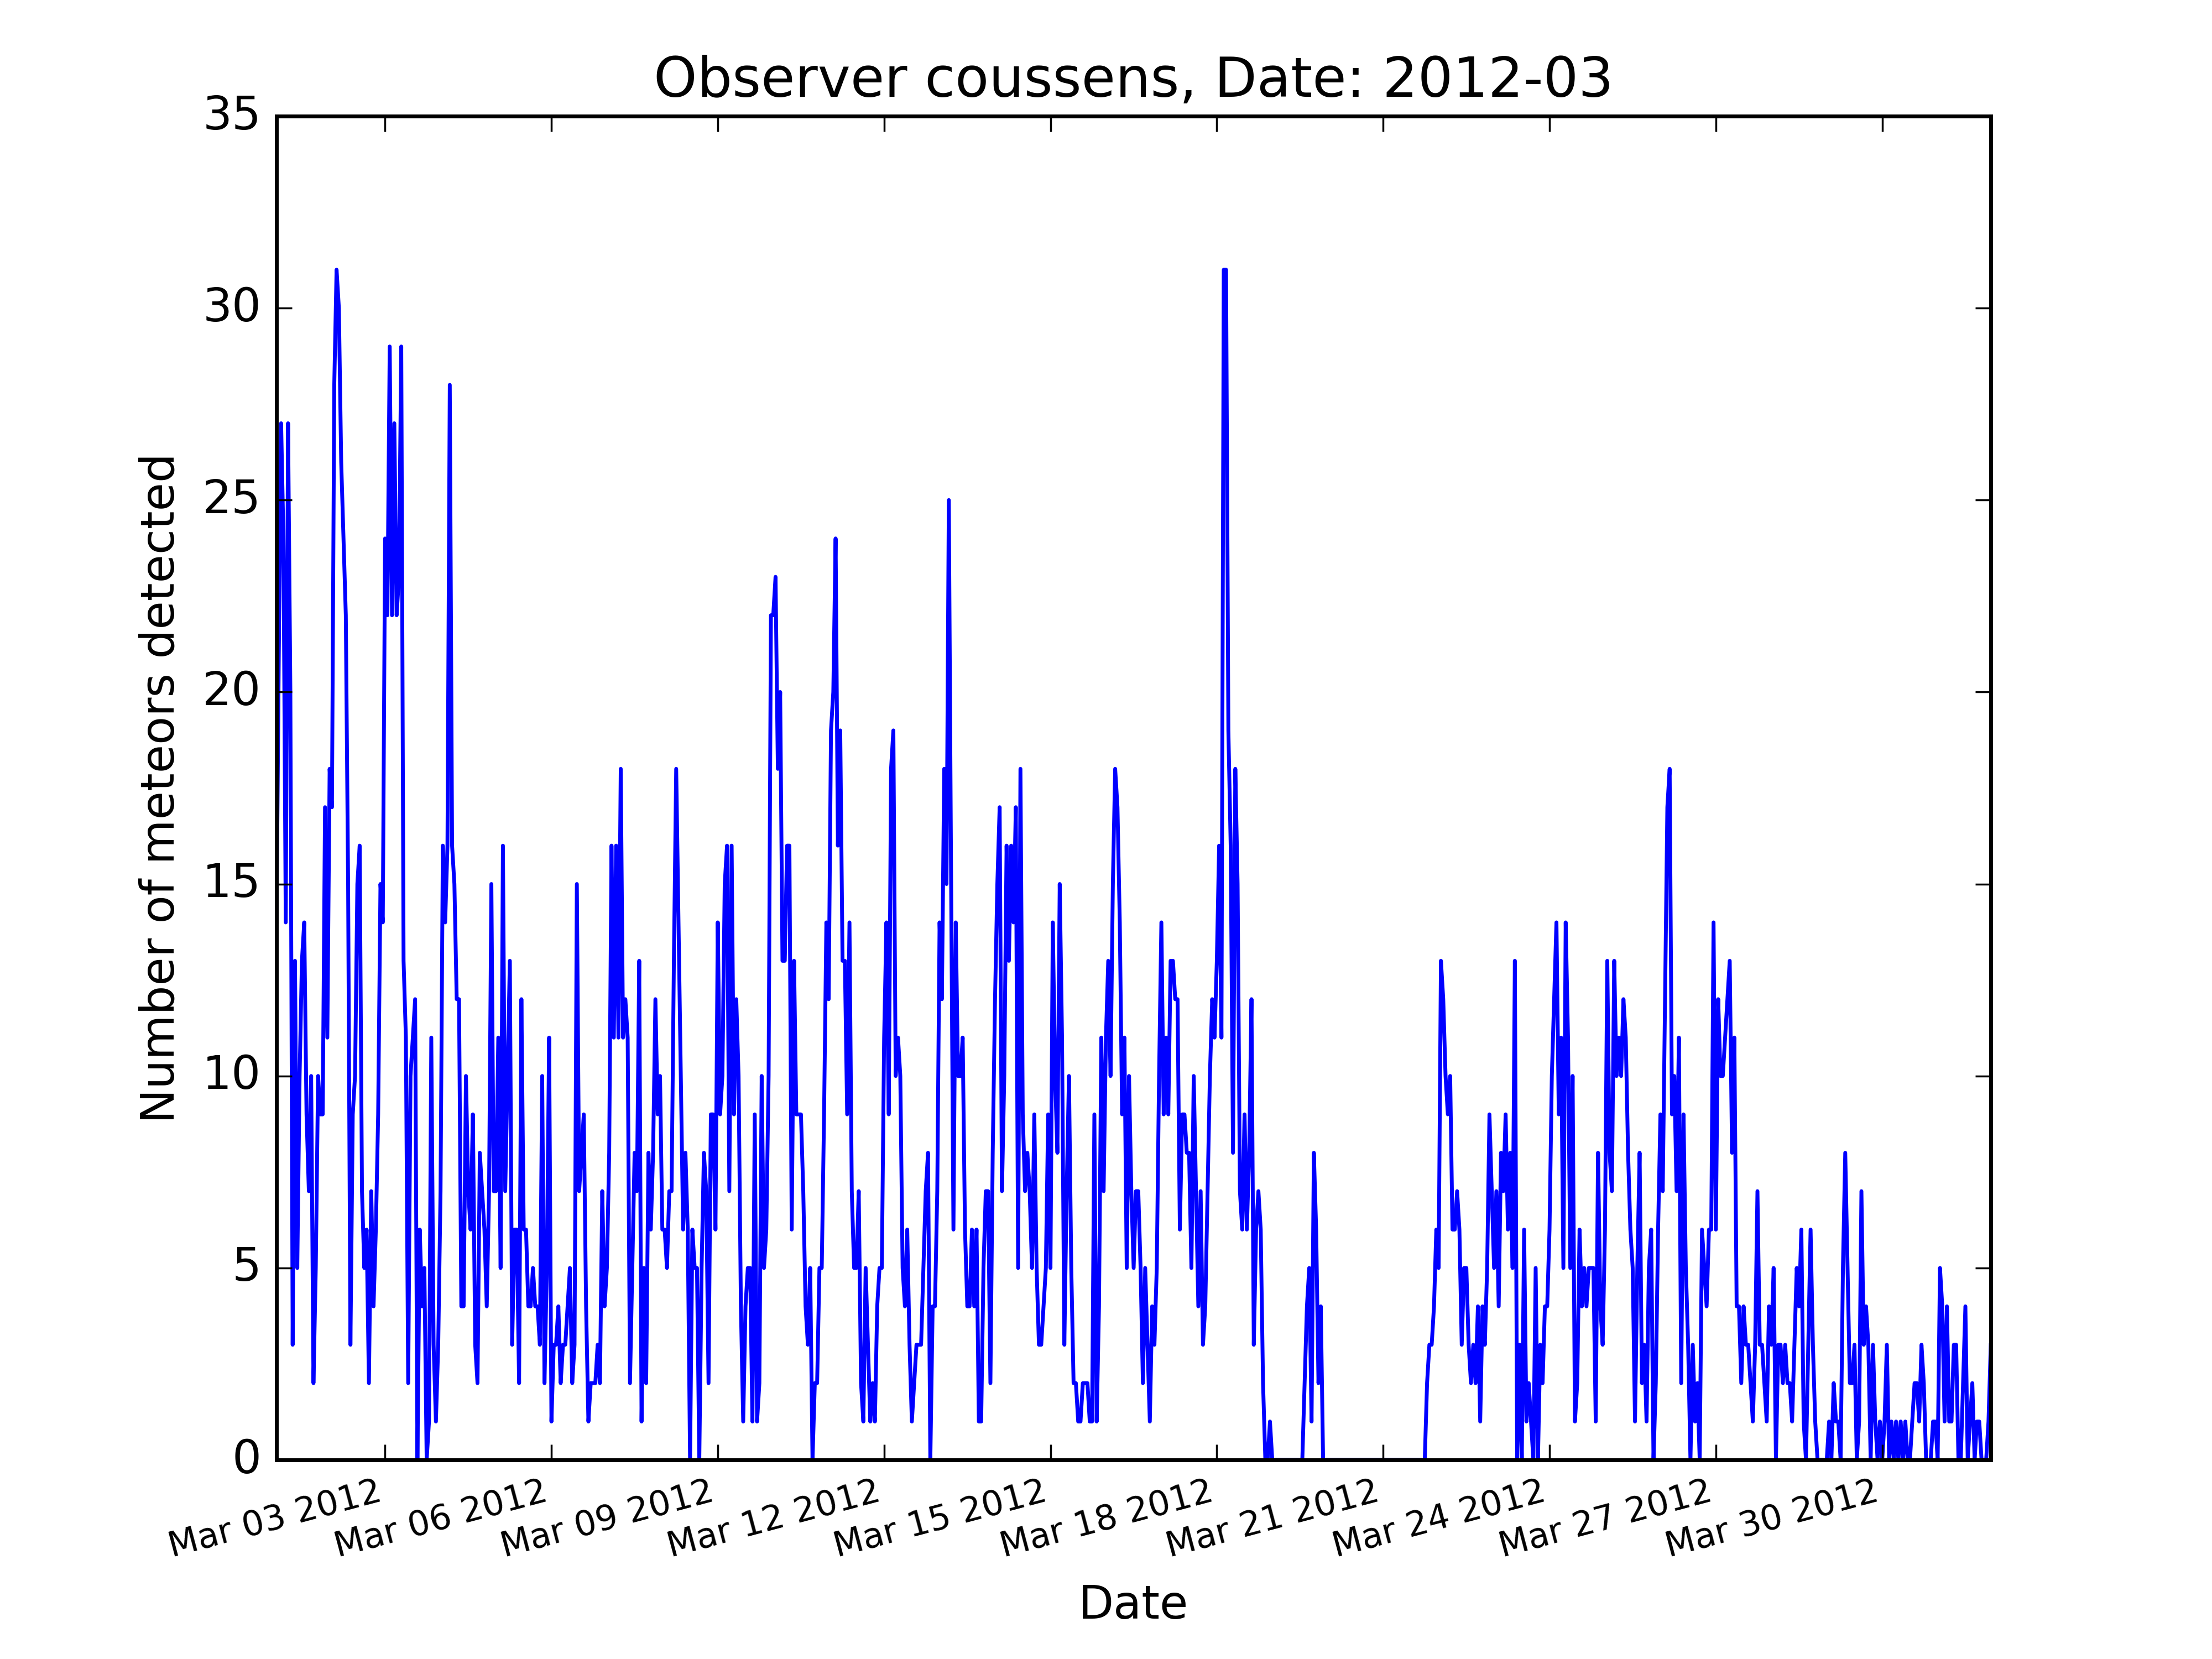 Observer coussens, Date: 2012-03
Number of meteors detected
35
30
25
20
15
10
5
0
Mar 03 2012
Mar 06 2012
Mar 09 2012
Mar 12 2012
Mar 15 2012
Mar 18 2012
Mar 21 2012
Mar 24 2012
Mar 27 2012
Mar 30 2012
Date